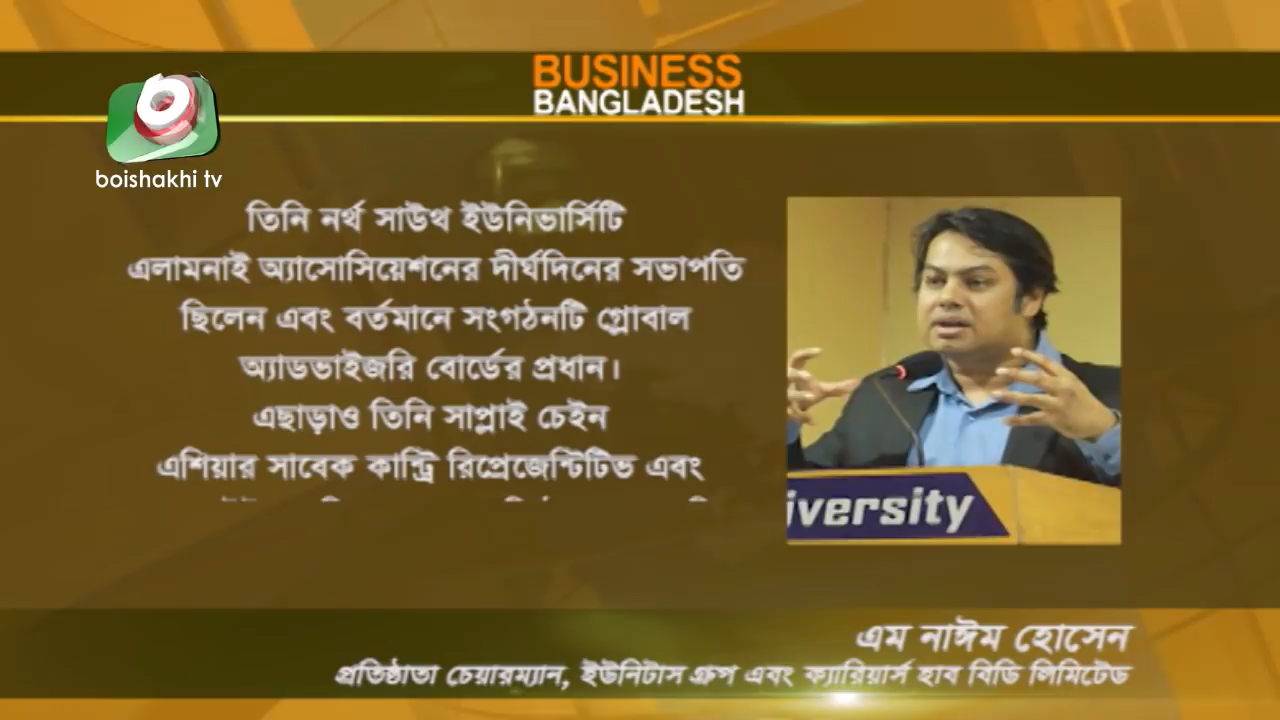 BUSINESS
BANGLADESH
boishakhi tv
তিনি নর্থ সাউথ ইউনিভার্সিটি
এলামনাই অ্যাসোসিয়েশনের দীর্ঘদিনের সভাপতি
ছিলেন এবং বর্তমানে সংগঠনটি গ্লোবাল
অ্যাডভাইজরি বোর্ডের প্রধান।
এছাড়াও তিনি সাপ্লাই চেইন
এশিয়ার সাবেক কান্ট্রি রিপ্রেজেন্টিটিভ এবং
iversity
এম নাঈম হোসেন
প্রতিষ্ঠাতা চেয়ারম্যান, ইউনিটাস গ্রুপ এবং ক্যারিয়ার্স হাব বিডি লিমিটেড